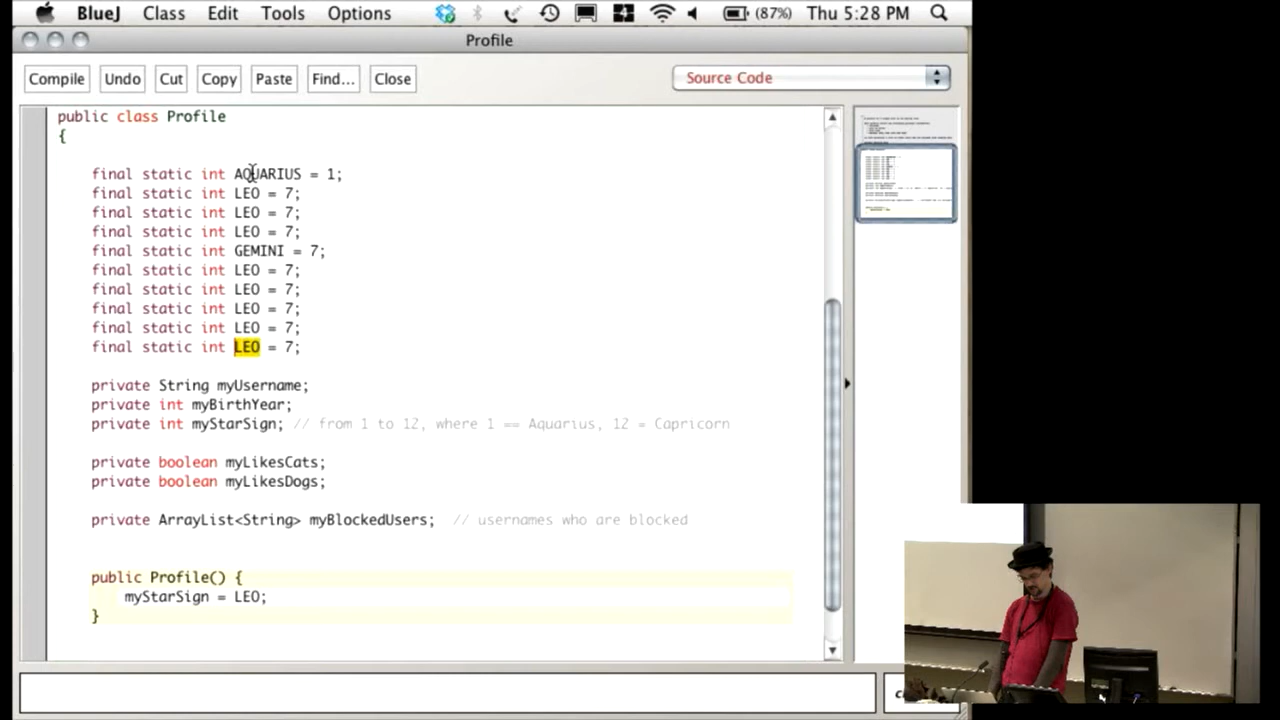 BlueJ Class Edit Tools Options 4 (87%) Thu 5:28 PM
Profile
Compile Undo Cut Copy Paste Find... Close Source Code
public class Profile
{
final static int AQUARIUS = 1;
final static int LEO = 7;
final static int LEO = 7;
final static int LEO = 7;
final static int GEMINI = 7;
final static int LEO = 7;
final static int LEO = 7;
final static int LEO = 7;
final static int LEO = 7;
final static int LEO = 7;
private String myUsername;
private int myBirthYear;
private int myStarSign; // from 1 to 12, where 1 == Aquarius, 12 = Capricorn
private boolean myLikesCats;
private boolean myLikesDogs;
private ArrayList<String> myBlockedUsers; // usernames who are blocked
public Profile() {
myStarSign = LEO;
}